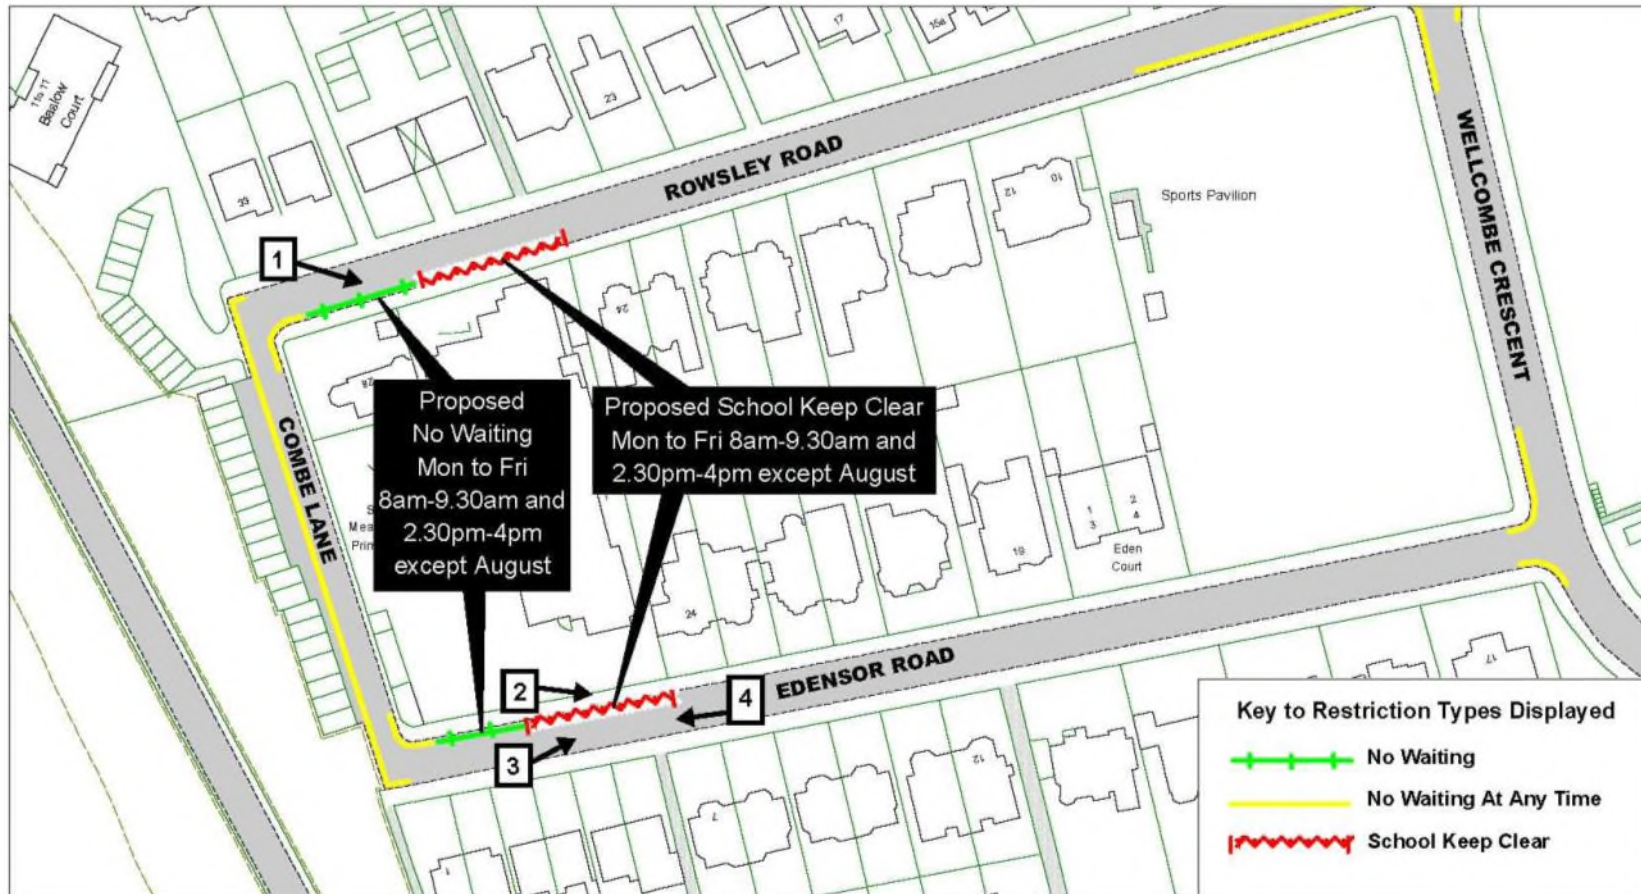 11to 11
Baslow
Court
17
15a
23
39
ROWSLEY ROAD
WELLCOMBE CRESCENT
12
10
Sports Pavilion
1
24
28
COMBE LANE
Proposed
No Waiting
Mon to Fri
8am-9.30am and
2.30pm-4pm
except August
Proposed School Keep Clear
Mon to Fri 8am-9.30am and
2.30pm-4pm except August
19
1
3
2
4
Eden
Court
24
EDENSOR ROAD
2
4
3
17
12
7
1
Key to Restriction Types Displayed
No Waiting
No Waiting At Any Time
School Keep Clear